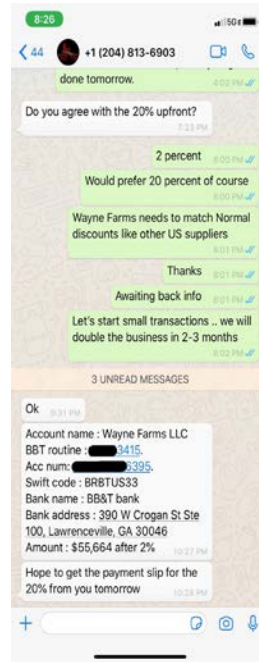 8:26
5GE
44
+1 (204) 813-6903
done tomorrow.
4:02 PM
Do you agree with the 20% upfront?
7:33 PM
2 percent
8:00 PM
Would prefer 20 percent of course
8:00 PM
Wayne Farms needs to match Normal
discounts like other US suppliers
8:01 PM
Thanks
8:01 PM
Awaiting back info
8:01 PM
Let's start small transactions .. we will
double the business in 2-3 months
8:02 PM
3 UNREAD MESSAGES
Ok
9:31 PM
Account name : Wayne Farms LLC
BBT routine : 3415.
Acc num: 6395.
Swift code : BRBTUS33
Bank name : BB&T bank
Bank address : 390 W Crogan St Ste
100, Lawrenceville, GA 30046
Amount : $55,664 after 2%
10:27 PM
Hope to get the payment slip for the
20% from you tomorrow
10:28 PM